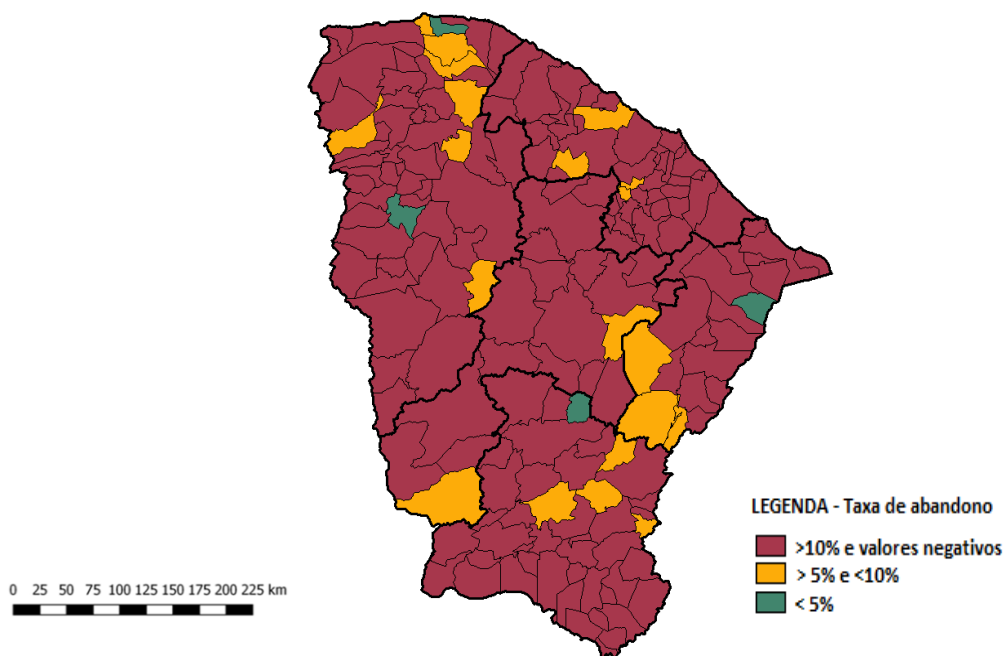 LEGENDA - Taxa de abandono
>10% e valores negativos
> 5% e <10%
< 5%
0 25 50 75 100 125 150 175 200 225 km